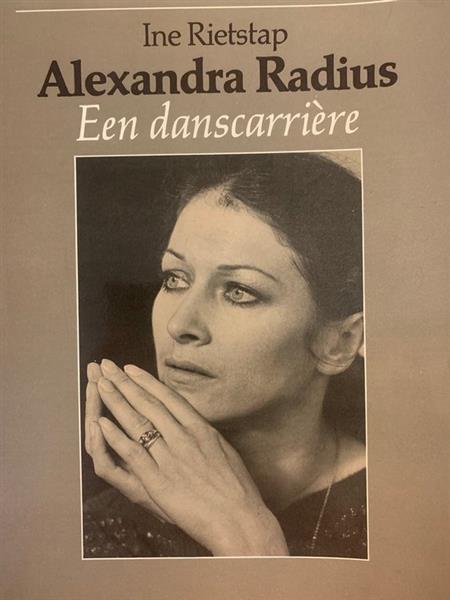 Ine Rietstap
Alexandra Radius
Een danscarrière